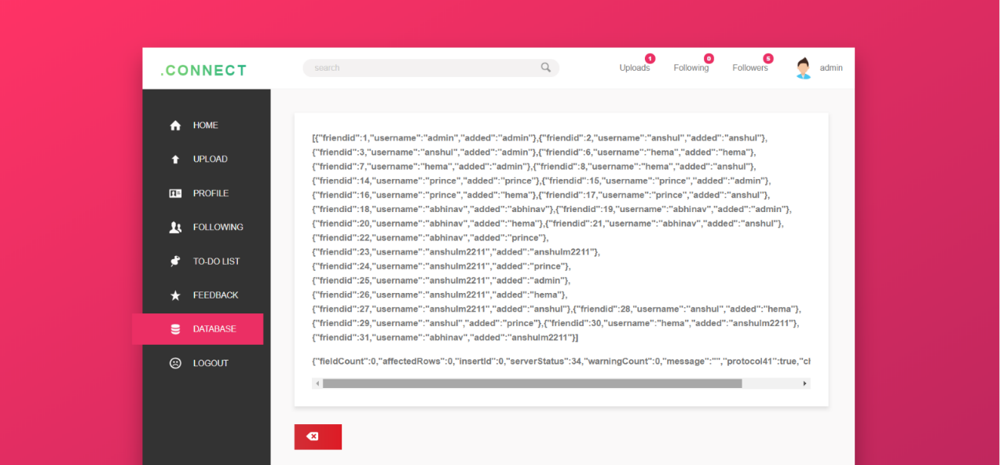 .CONNECT
search
Uploads 1
Following 0
Followers 5
admin
HOME
UPLOAD
PROFILE
FOLLOWING
TO-DO LIST
FEEDBACK
DATABASE
LOGOUT
[{"friendid":1,"username":"admin","added":"admin"},{"friendid":2,"username":"anshul","added":"anshul"},
{"friendid":3,"username":"anshul","added":"admin"},{"friendid":6,"username":"hema","added":"hema"},
{"friendid":7,"username":"hema","added":"admin"},{"friendid":8,"username":"hema","added":"anshul"},
{"friendid":14,"username":"prince","added":"prince"},{"friendid":15,"username":"prince","added":"admin"},
{"friendid":16,"username":"prince","added":"hema"},{"friendid":17,"username":"prince","added":"anshul"},
{"friendid":18,"username":"abhinav","added":"abhinav"},{"friendid":19,"username":"abhinav","added":"admin"},
{"friendid":20,"username":"abhinav","added":"hema"},{"friendid":21,"username":"abhinav","added":"anshul"},
{"friendid":22,"username":"abhinav","added":"prince"},
{"friendid":23,"username":"anshulm2211","added":"anshulm2211"},
{"friendid":24,"username":"anshulm2211","added":"prince"},
{"friendid":25,"username":"anshulm2211","added":"admin"},
{"friendid":26,"username":"anshulm2211","added":"hema"},
{"friendid":27,"username":"anshulm2211","added":"anshul"},{"friendid":28,"username":"anshul","added":"hema"},
{"friendid":29,"username":"anshul","added":"prince"},{"friendid":30,"username":"hema","added":"anshulm2211"},
{"friendid":31,"username":"abhinav","added":"anshulm2211"}]
{"fieldCount":0,"affectedRows":0,"insertId":0,"serverStatus":34,"warningCount":0,"message":"","protocol41":true,"cl